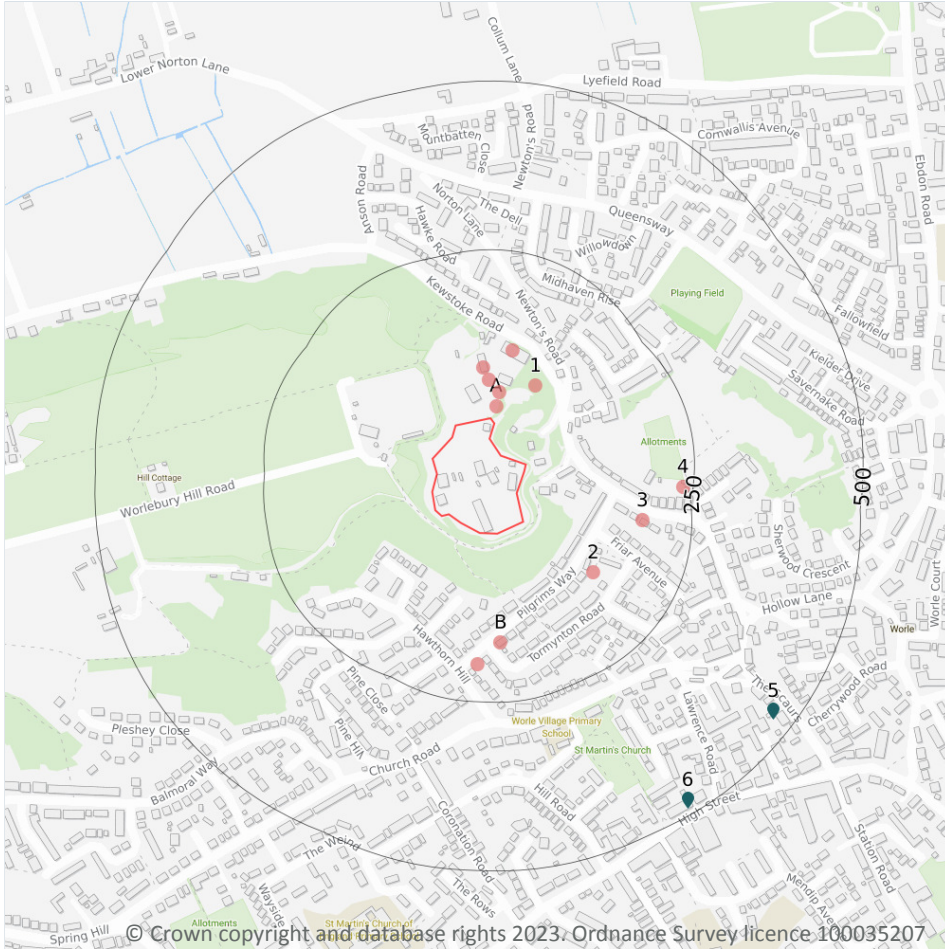 Collum Lane
Lower Norton Lane
Lyefield Road
Mountbatten Close
Newton's Road
Cornwallis Avenue
Ebdon Road
Anson Road
Norton Lane
The Dell
Hawke Road
Queensway
Willowdown
Midhaven Rise
Kewstoke Road
Newton's Road
Playing Field
Fallowfield
Kielder Drive
Savernake Road
1
A
Allotments
4
250
500
Hill Cottage
Worlebury Hill Road
3
2
Friar Avenue
Sherwood Crescent
Pilgrims Way
Hollow Lane
Worle Court
B
Tormynton Road
Worle
Hawthorn Hill
Pine Close
The Scaurs
Cherrywood Road
5
Lawrence Road
Worle Village Primary
School
Pleshey Close
Pine Hill
St Martin's Church
Church Road
Balmoral Way
6
High Street
Hill Road
Coronation Road
The Weind
Station Road
The Rows
Mendip Ave
Wayside
Allotments
St Martin's Church of
Spring Hill
© Crown copyright and database rights 2023. Ordnance Survey licence 100035207